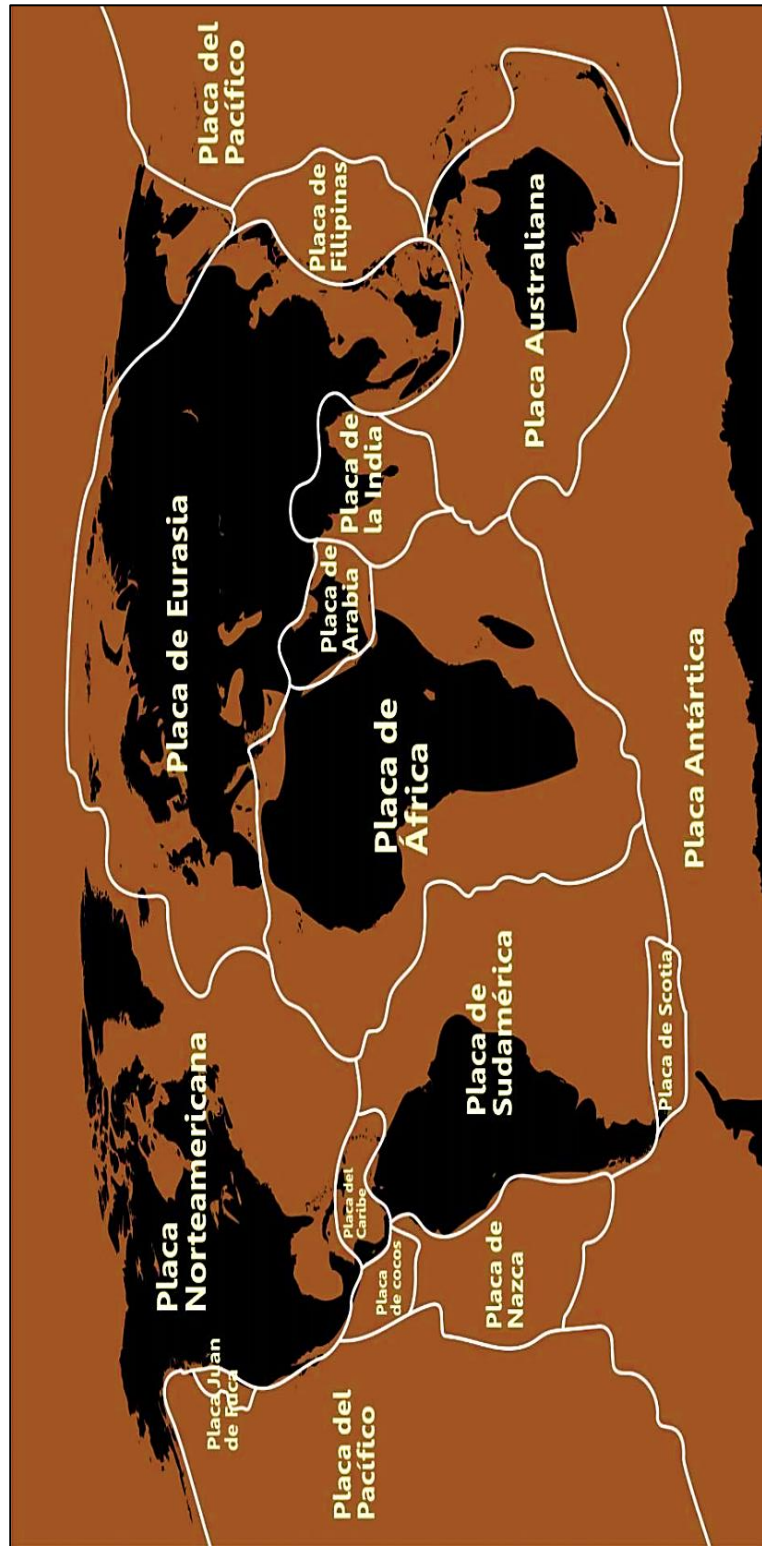 Placa
Norteamericana
Placa Juan
de Fuca
Placa del
Pacífico
Placa
de cocos
Placa del
Caribe
Placa de
Nazca
Placa de
Sudamérica
Placa de Scotia
Placa de Eurasia
Placa de
África
Placa de
Arabia
Placa de
la India
Placa Antártica
Placa Australiana
Placa de
Filipinas
Placa del
Pacífico